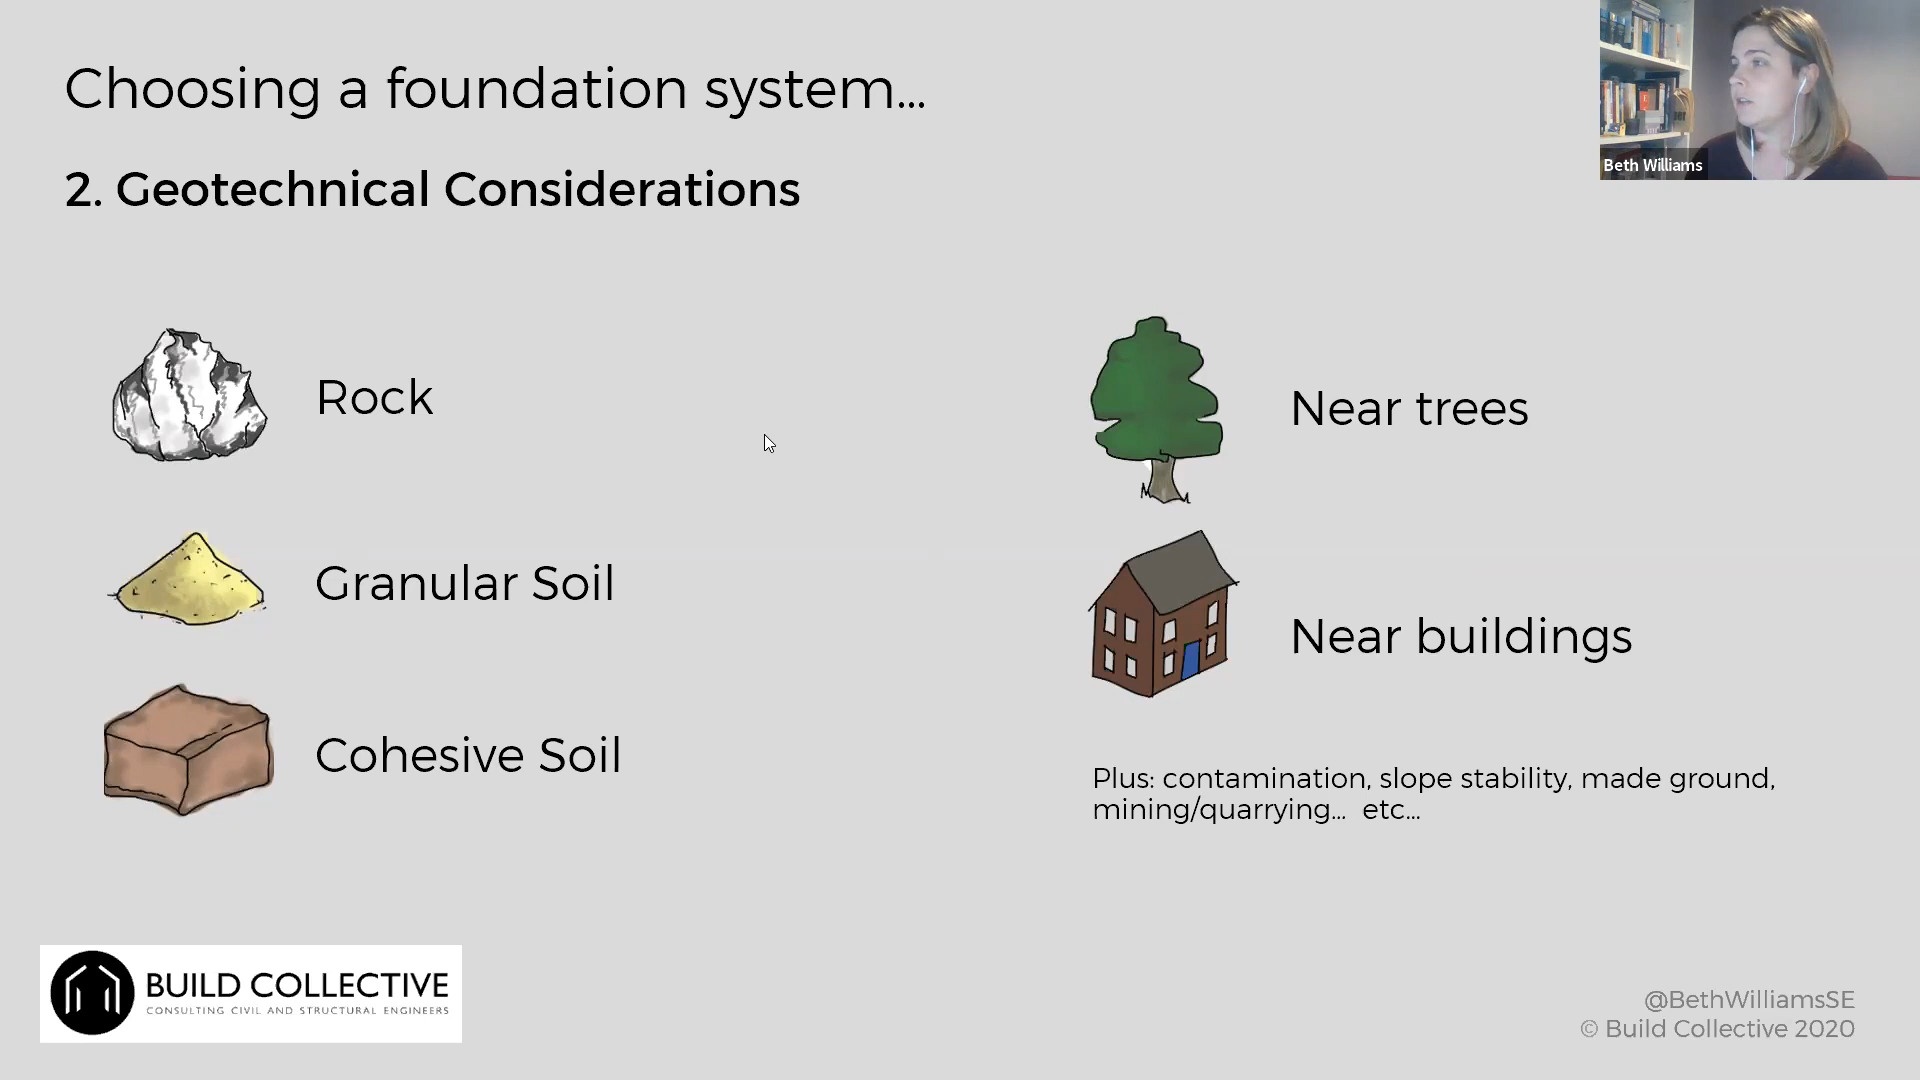 Choosing a foundation system...
2. Geotechnical Considerations
Beth Williams
Rock
Granular Soil
Cohesive Soil
Near trees
Near buildings
Plus: contamination, slope stability, made ground,
mining/quarrying... etc...
BUILD COLLECTIVE
CONSULTING CIVIL AND STRUCTURAL ENGINEERS
@BethWilliamsSE
© Build Collective 2020